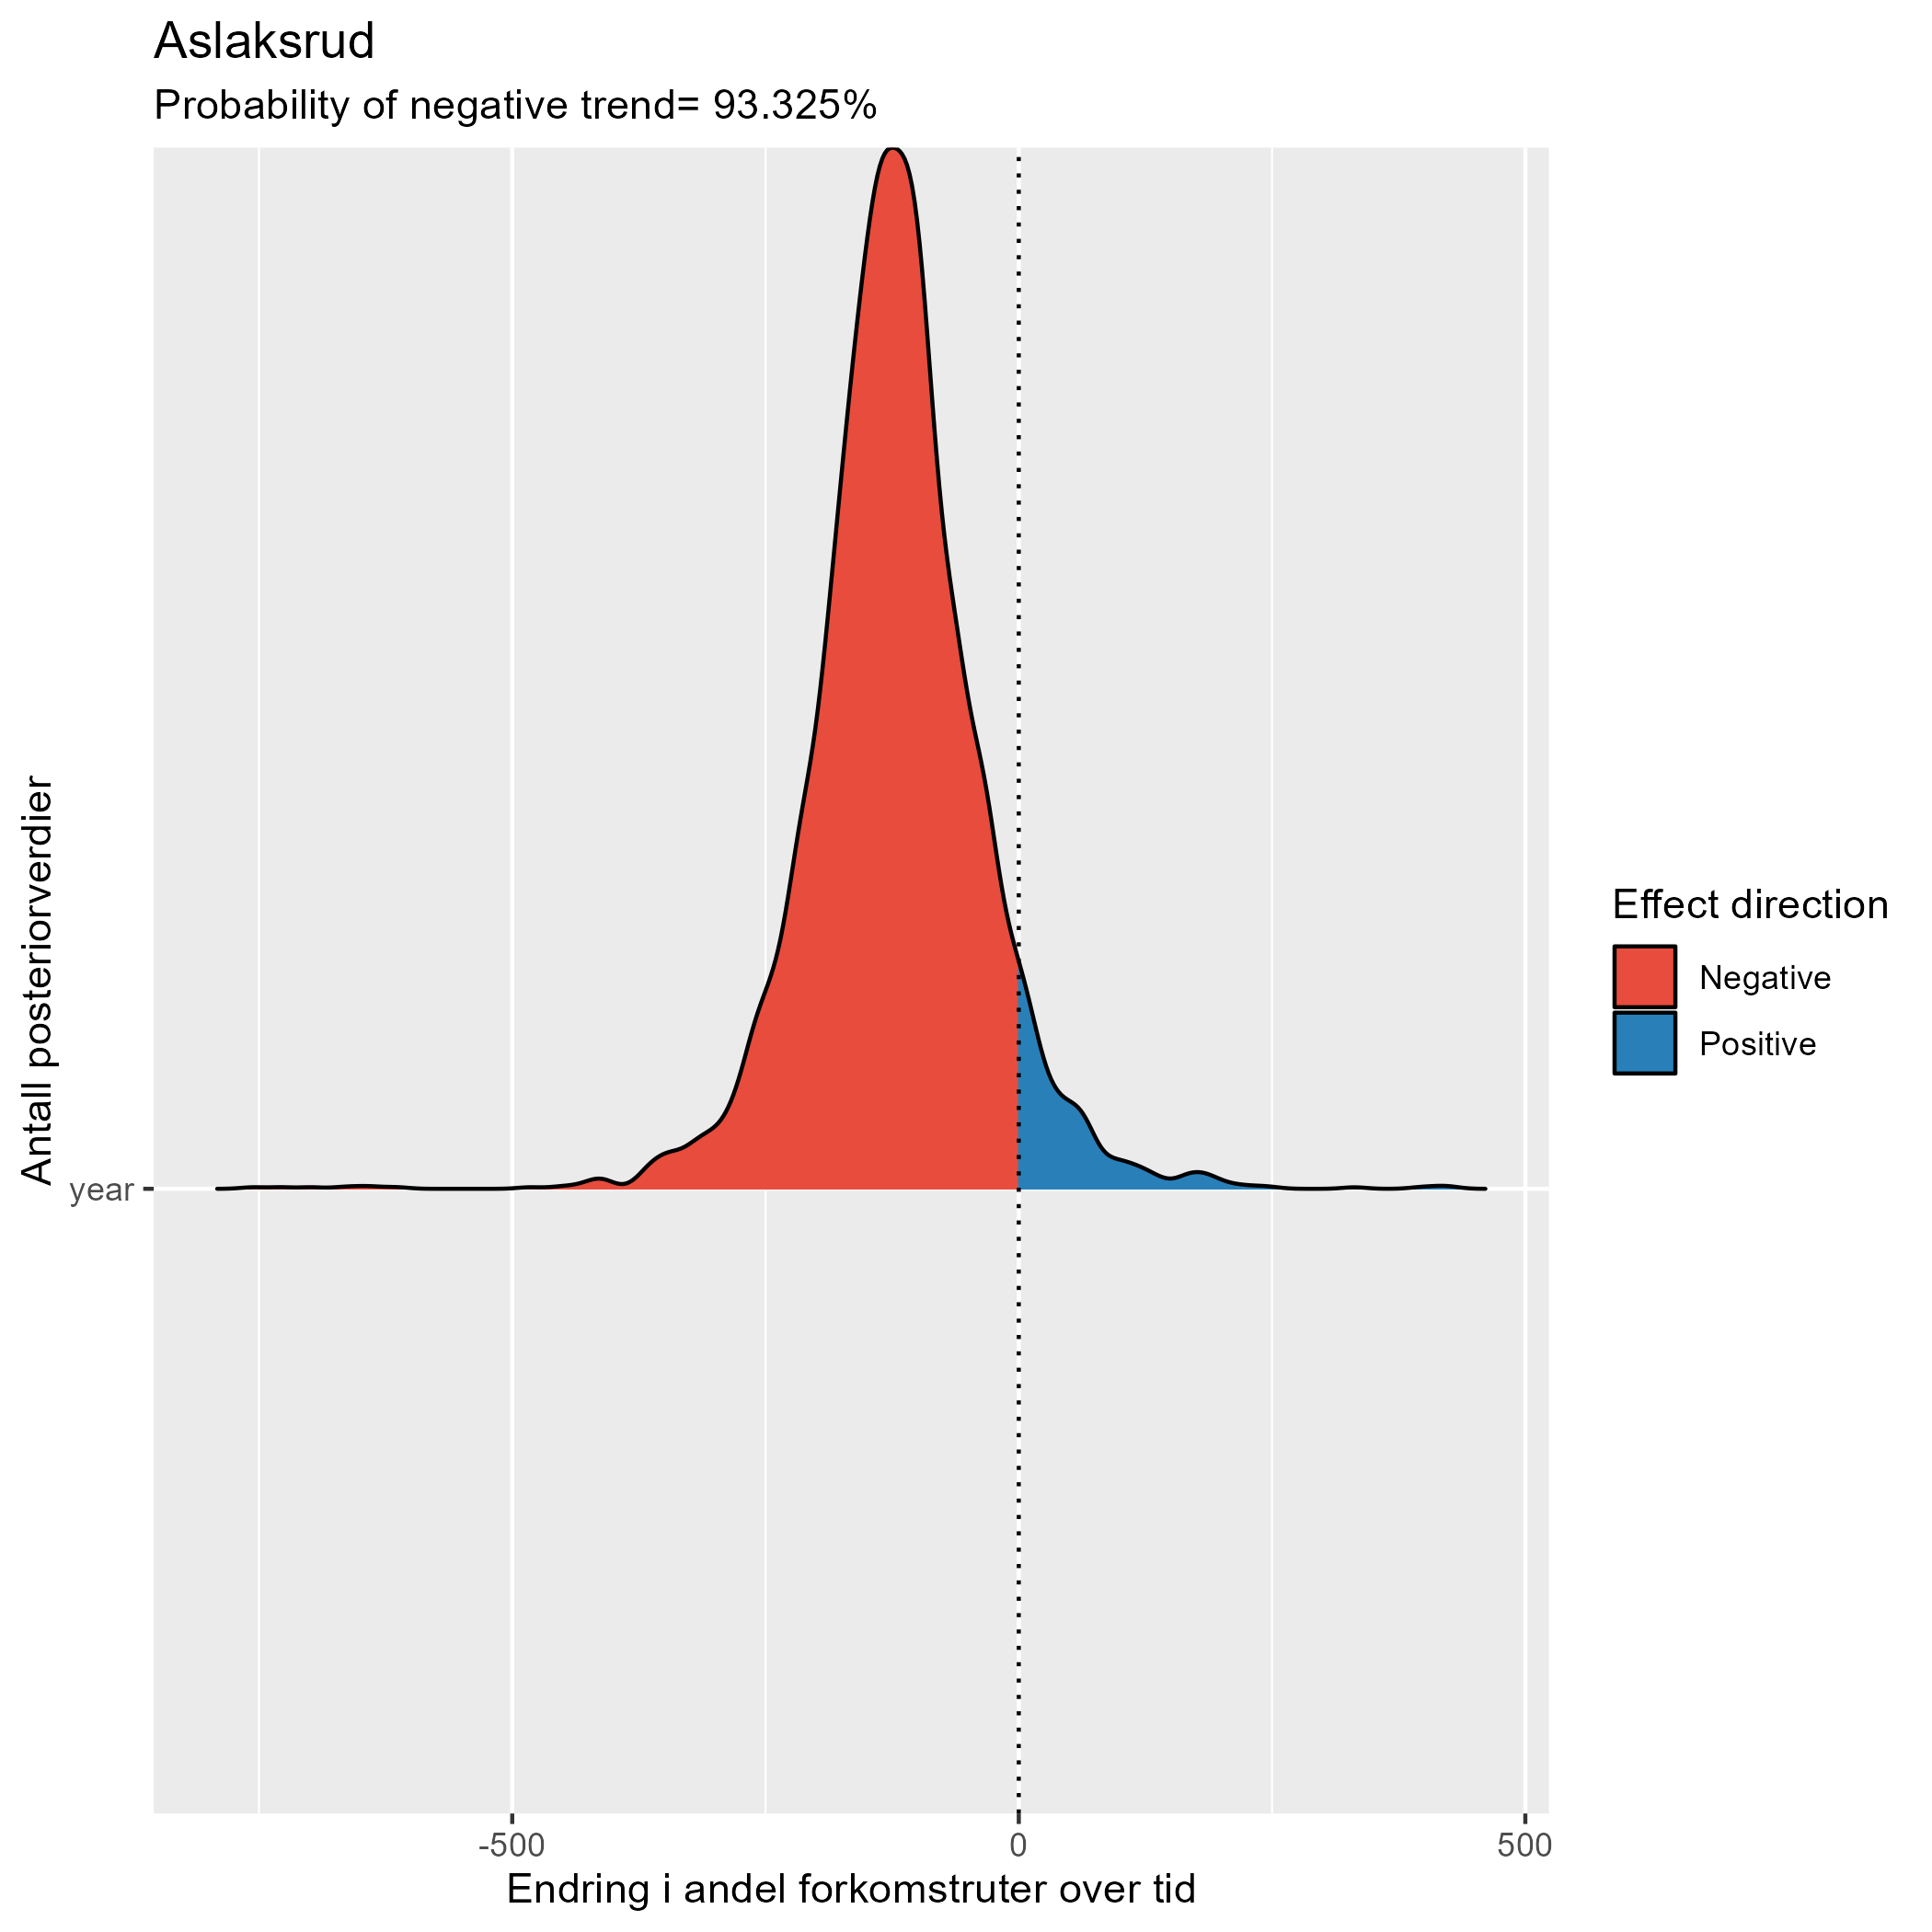 Aslaksrud
Probability of negative trend= 93.325%
Antall posteriorverdier
year
-500
0
500
Endring i andel forkomstruter over tid
Effect direction
Negative
Positive